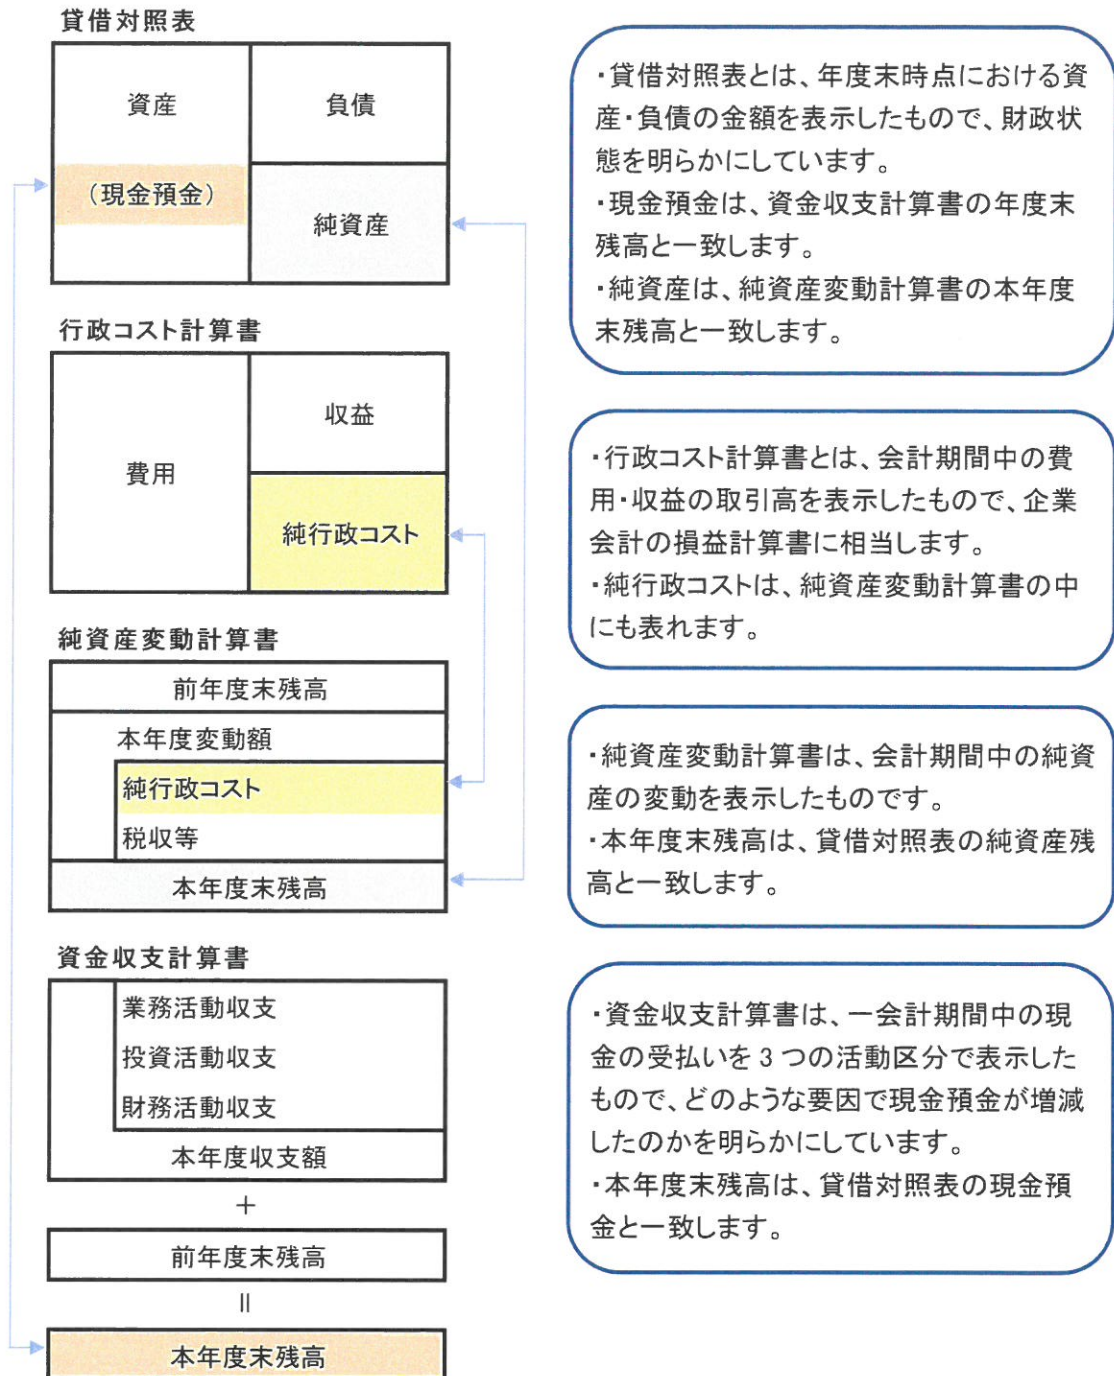 貸借対照表
資産
負債
(現金預金)
純資産
・貸借対照表とは、年度末時点における資
産・負債の金額を表示したもので、財政状
態を明らかにしています。
・現金預金は、資金収支計算書の年度末
残高と一致します。
・純資産は、純資産変動計算書の本年度
末残高と一致します。
行政コスト計算書
費用
収益
純行政コスト
・行政コスト計算書とは、会計期間中の費
用・収益の取引高を表示したもので、企業
会計の損益計算書に相当します。
・純行政コストは、純資産変動計算書の中
にも表れます。
純資産変動計算書
前年度末残高
本年度変動額
純行政コスト
税収等
本年度末残高
・純資産変動計算書は、会計期間中の純資
産の変動を表示したものです。
・本年度末残高は、貸借対照表の純資産残
高と一致します。
資金収支計算書
業務活動収支
投資活動収支
財務活動収支
本年度収支額
＋
前年度末残高
＝
本年度末残高
・資金収支計算書は、一会計期間中の現
金の受払いを 3 つの活動区分で表示した
もので、どのような要因で現金預金が増減
したのかを明らかにしています。
・本年度末残高は、貸借対照表の現金預
金と一致します。